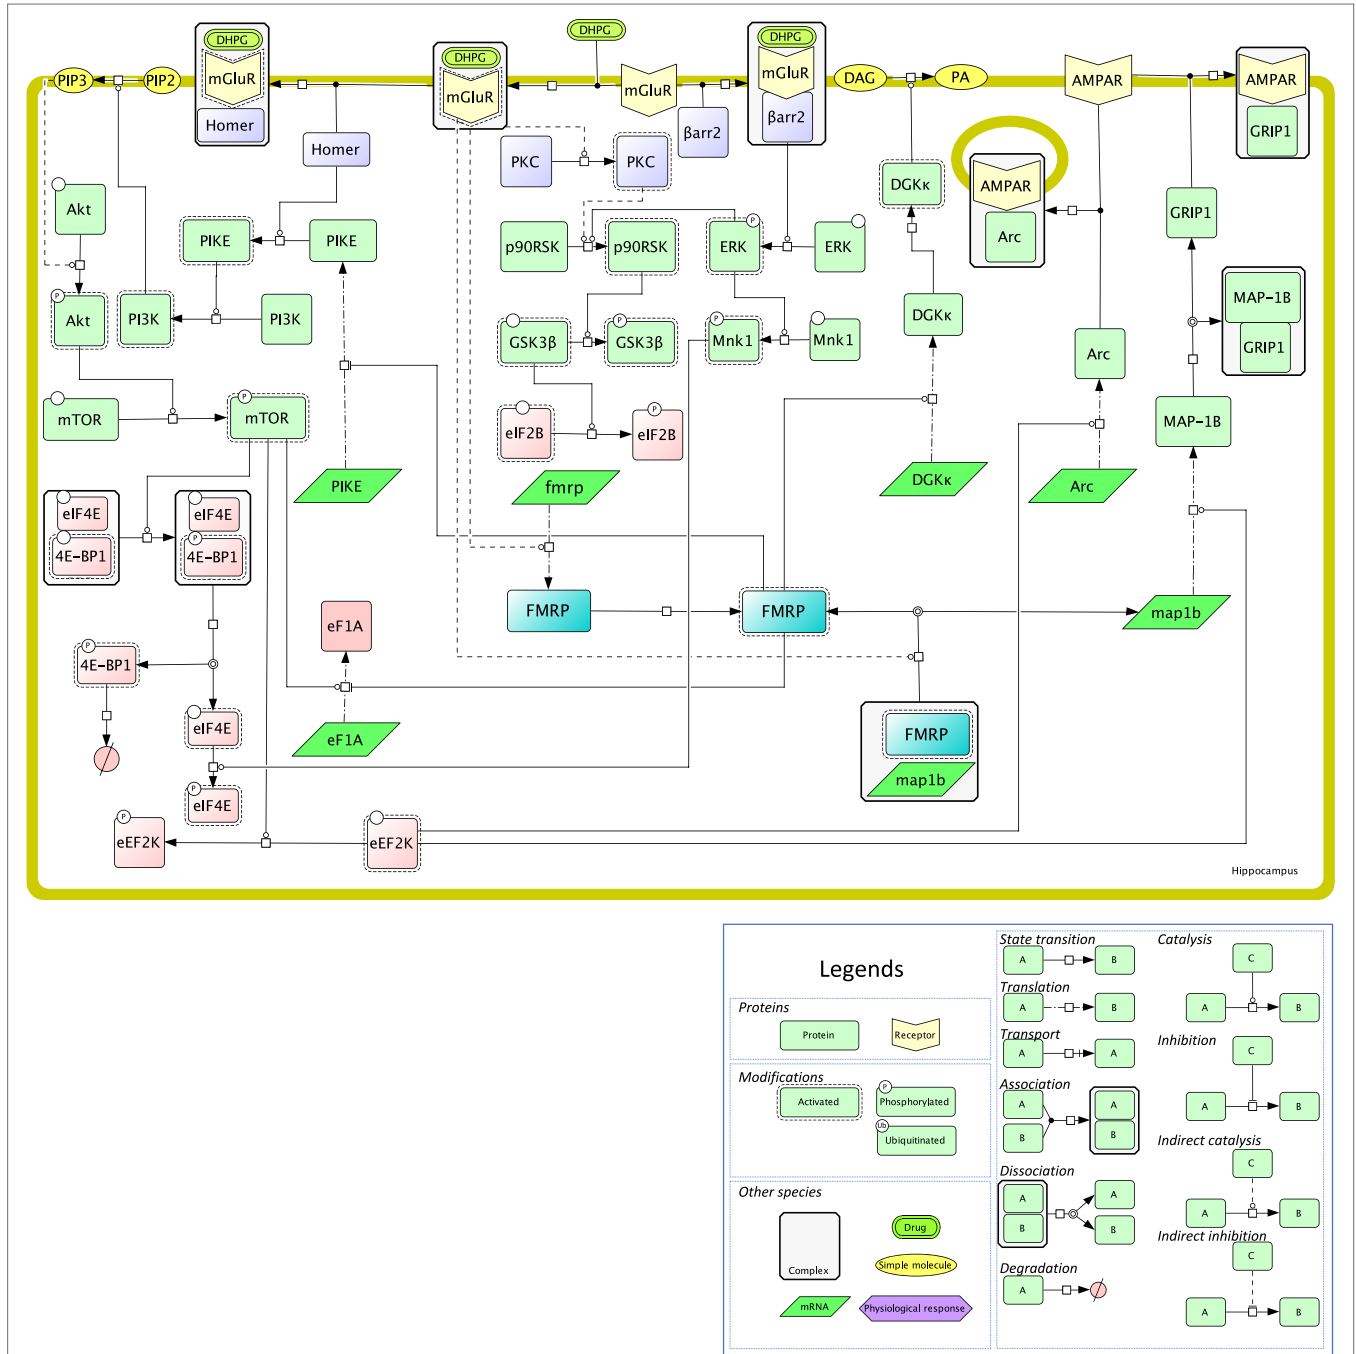 DHPG
DHPG
DHPG
DHPG
PIP3
PIP2
mGluR
mGluR
mGluR
mGluR
DAG
PA
AMPAR
AMPAR
Homer
Homer
βarr2
βarr2
GRIP1
PKC
PKC
DGKκ
AMPAR
Arc
GRIP1
Akt
PIKE
PIKE
p90RSK
p90RSK
ERK
P
ERK
MAP-1B
GRIP1
P
Akt
PI3K
PI3K
GSK3β
P
GSK3β
P
Mnk1
Mnk1
DGKκ
Arc
mTOR
P
mTOR
eIF2B
P
eIF2B
MAP-1B
PIKE
fmrp
DGKκ
Arc
eIF4E
4E-BP1
eIF4E
P
4E-BP1
FMRP
FMRP
map1b
eF1A
P
4E-BP1
eIF4E
eF1A
FMRP
map1b
P
eIF4E
P
eEF2K
eEF2K
Hippocampus
Legends
Proteins
Protein
Receptor
Modifications
Activated
P
Phosphorylated
Ub
Ubiquitinated
Other species
Complex
Drug
Simple molecule
mRNA
Physiological response
State transition
A
B
Translation
A
B
Transport
A
A
Association
A
B
A
B
Dissociation
A
B
A
B
Degradation
A
Catalysis
C
A
B
Inhibition
C
A
B
Indirect catalysis
C
A
B
Indirect inhibition
C
A
B